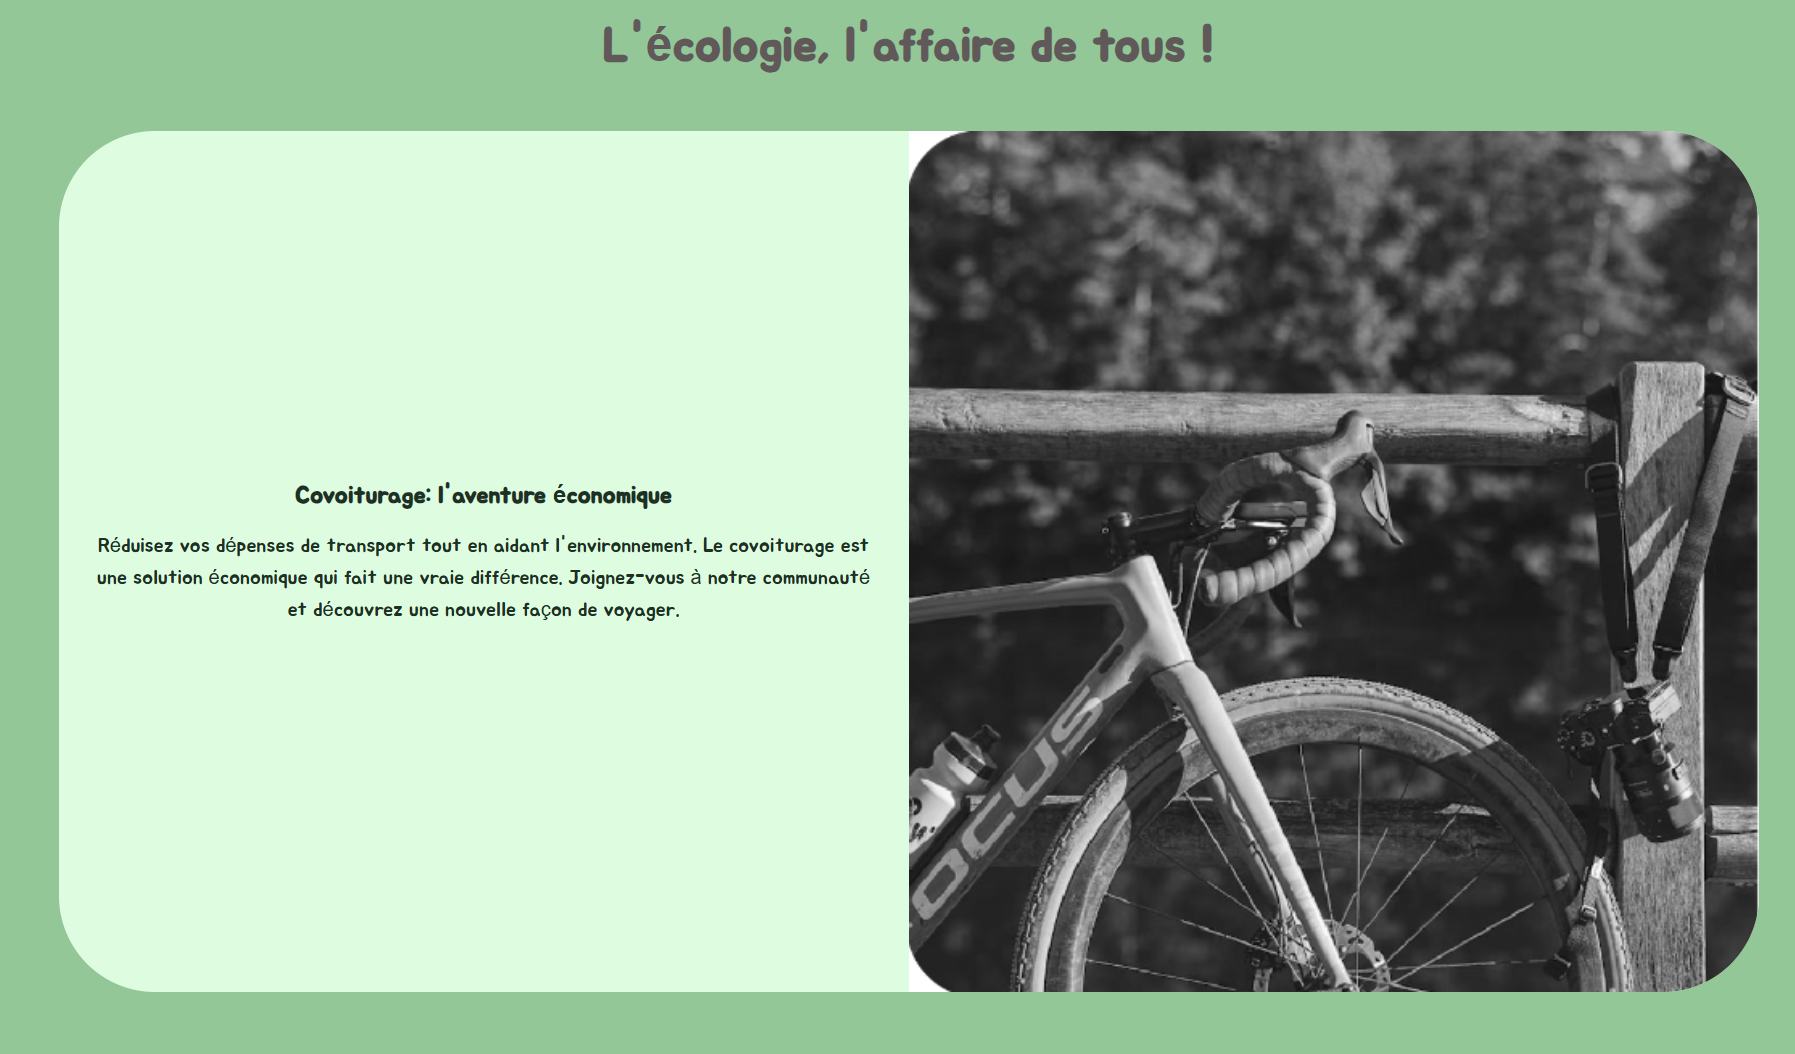 L'écologie, l'affaire de tous !
Covoiturage: l'aventure économique
Réduisez vos dépenses de transport tout en aidant l'environnement. Le covoiturage est
une solution économique qui fait une vraie différence. Joignez-vous à notre communauté
et découvrez une nouvelle façon de voyager.
OCUS